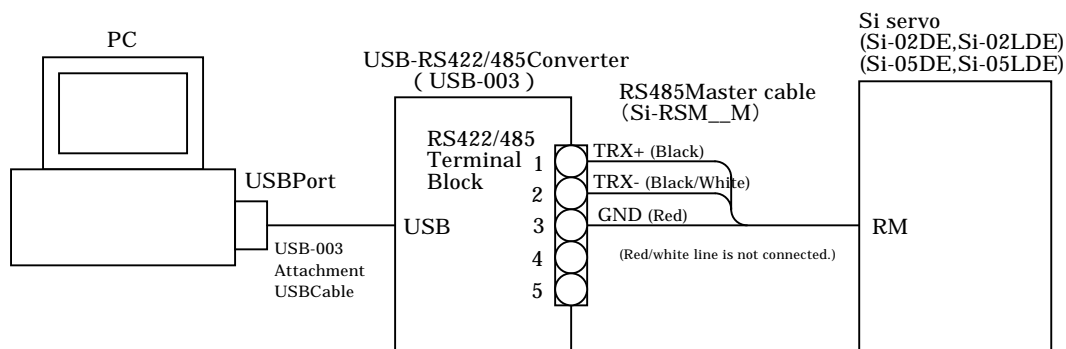 PC
USBPort
USB-003
Attachment
USBCable
USB-RS422/485Converter
( USB-003 )
RS422/485
Terminal
Block
USB
1
2
3
4
5
RS485Master cable
(Si-RSM__M)
TRX+ (Black)
TRX- (Black/White)
GND (Red)
(Red/white line is not connected.)
Si servo
(Si-02DE,Si-02LDE)
(Si-05DE,Si-05LDE)
RM